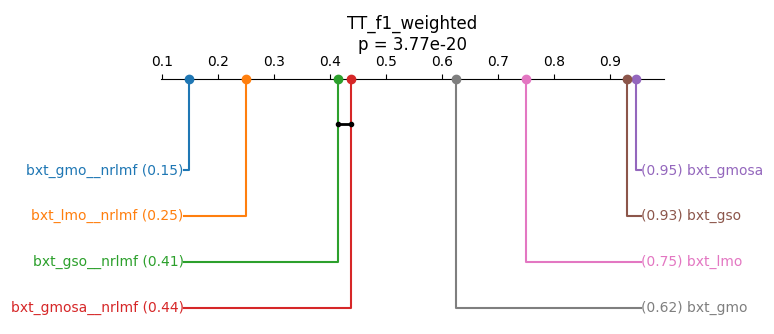 TT_f1_weighted
p = 3.77e-20
0.1 0.2 0.3 0.4 0.5 0.6 0.7 0.8 0.9
bxt_gmo__nrlmf (0.15) (0.95) bxt_gmosa
bxt_lmo__nrlmf (0.25) (0.93) bxt_gso
bxt_gso__nrlmf (0.41) (0.75) bxt_lmo
bxt_gmosa__nrlmf (0.44) (0.62) bxt_gmo